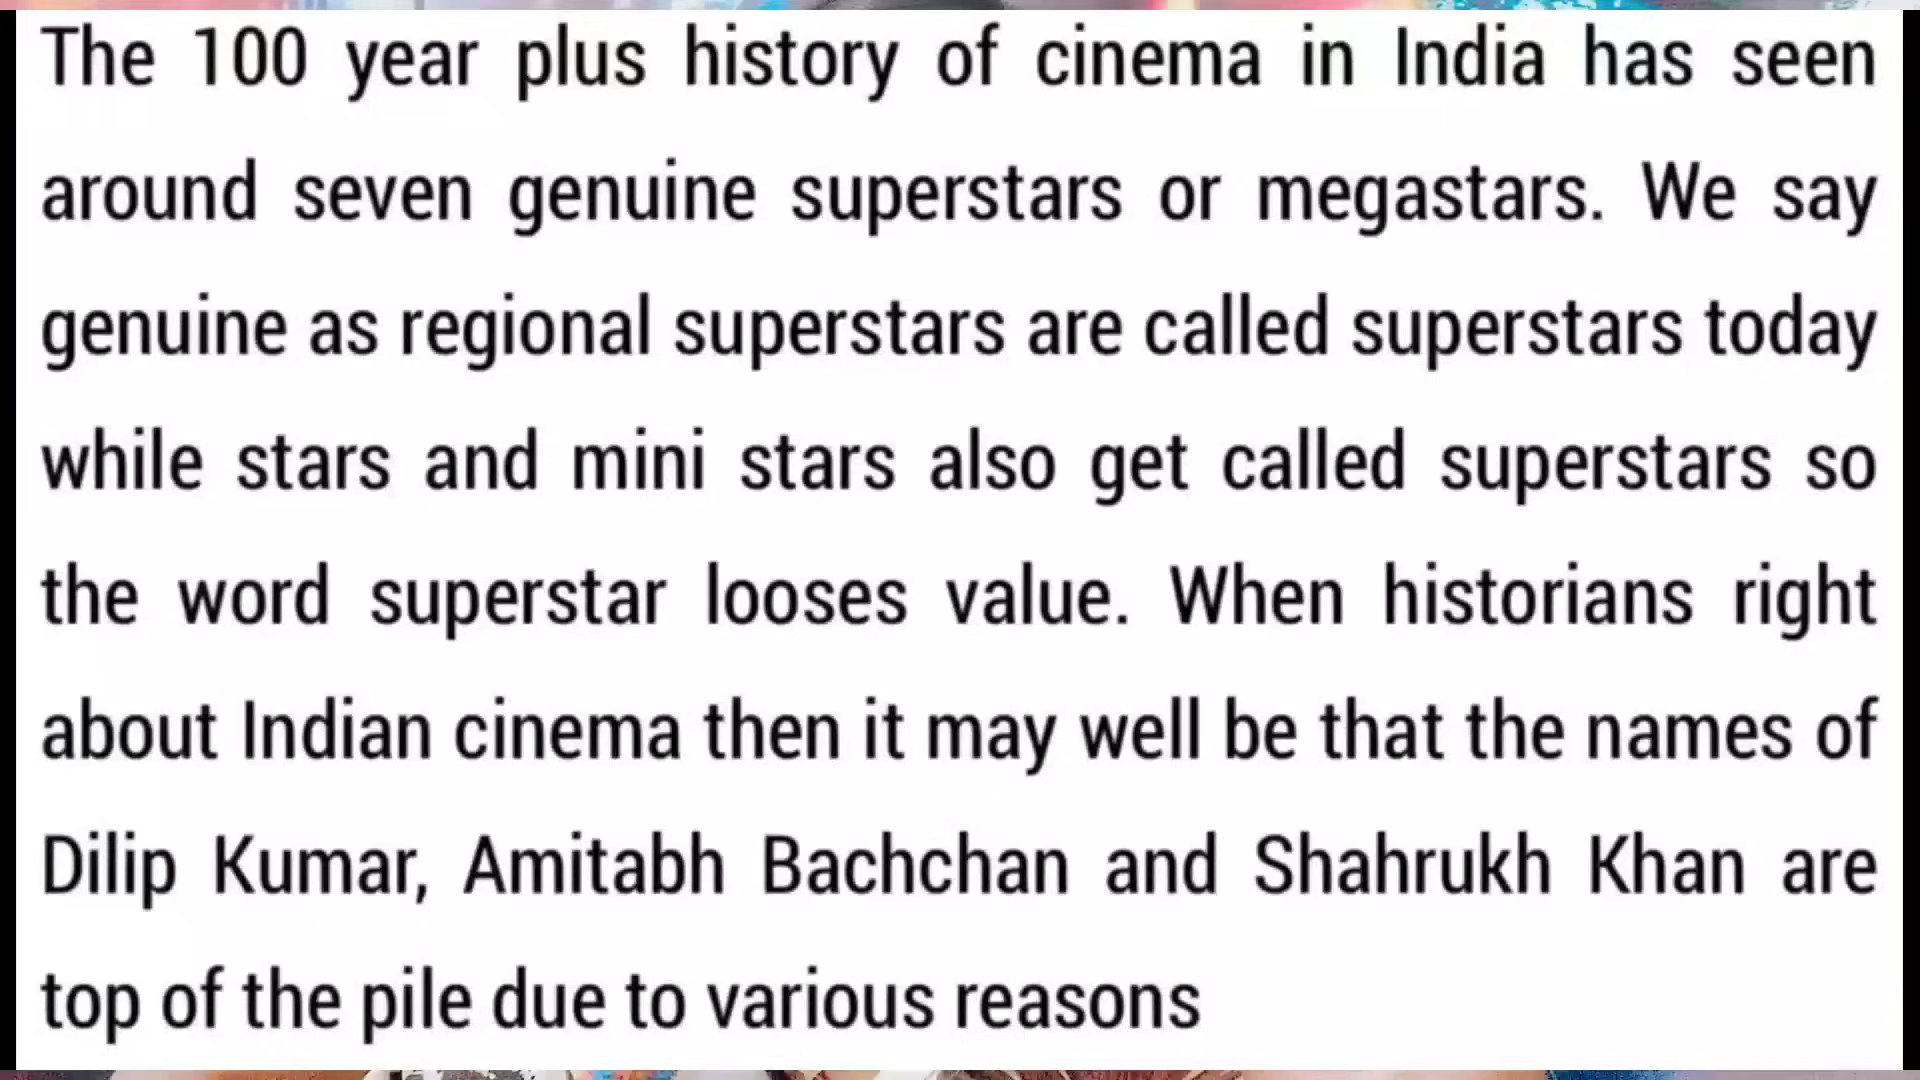 The 100 year plus history of cinema in India has seen
around seven genuine superstars or megastars. We say
genuine as regional superstars are called superstars today
while stars and mini stars also get called superstars so
the word superstar looses value. When historians right
about Indian cinema then it may well be that the names of
Dilip Kumar, Amitabh Bachchan and Shahrukh Khan are
top of the pile due to various reasons